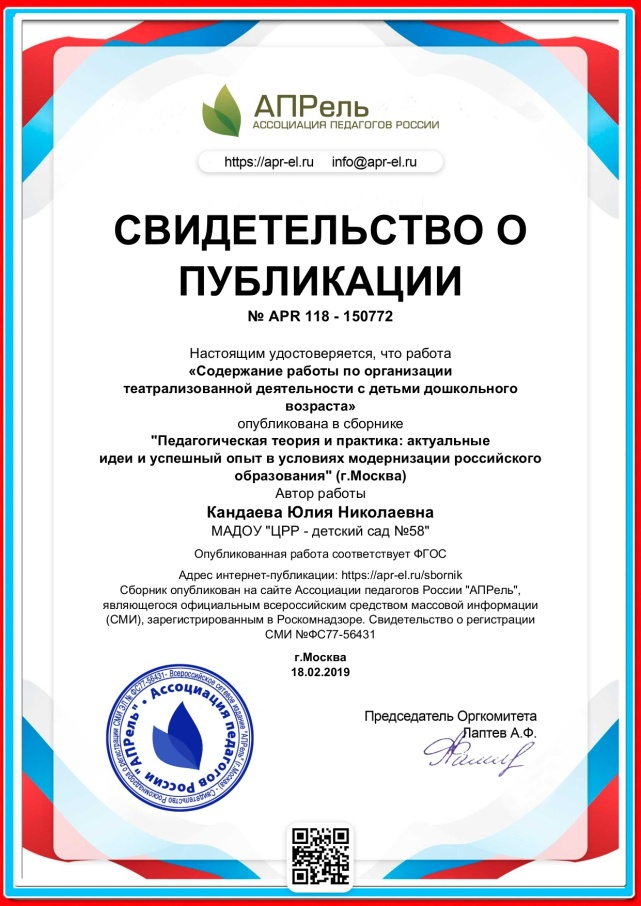 АПРель
АССОЦИАЦИЯ ПЕДАГОГОВ РОССИИ
https://apr-el.ru info@apr-el.ru
СВИДЕТЕЛЬСТВО О
ПУБЛИКАЦИИ
№ APR 118 - 150772
Настоящим удостоверяется, что работа
«Содержание работы по организации
театрализованной деятельности с детьми дошкольного
возраста»
опубликована в сборнике
"Педагогическая теория и практика: актуальные
идеи и успешный опыт в условиях модернизации российского
образования" (г.Москва)
Автор работы
Кандаева Юлия Николаевна
МАДОУ "ЦРР - детский сад №58"
Опубликованная работа соответствует ФГОС
Адрес интернет-публикации: https://apr-el.ru/sbornik
Сборник опубликован на сайте Ассоциации педагогов России "АПРель",
являющегося официальным всероссийским средством массовой информации
(СМИ), зарегистрированным в Роскомнадзоре. Свидетельство о регистрации
СМИ №ФС77-56431
г.Москва
18.02.2019
Председатель Оргкомитета
Лаптев А.Ф.
Ассоциация педагогов России "АПРель"
Свидетельство Роскомнадзора о регистрации СМИ ЭЛ № ФС77-56431 - Всероссийское сетевое издание "АПРель" (г.Москва)